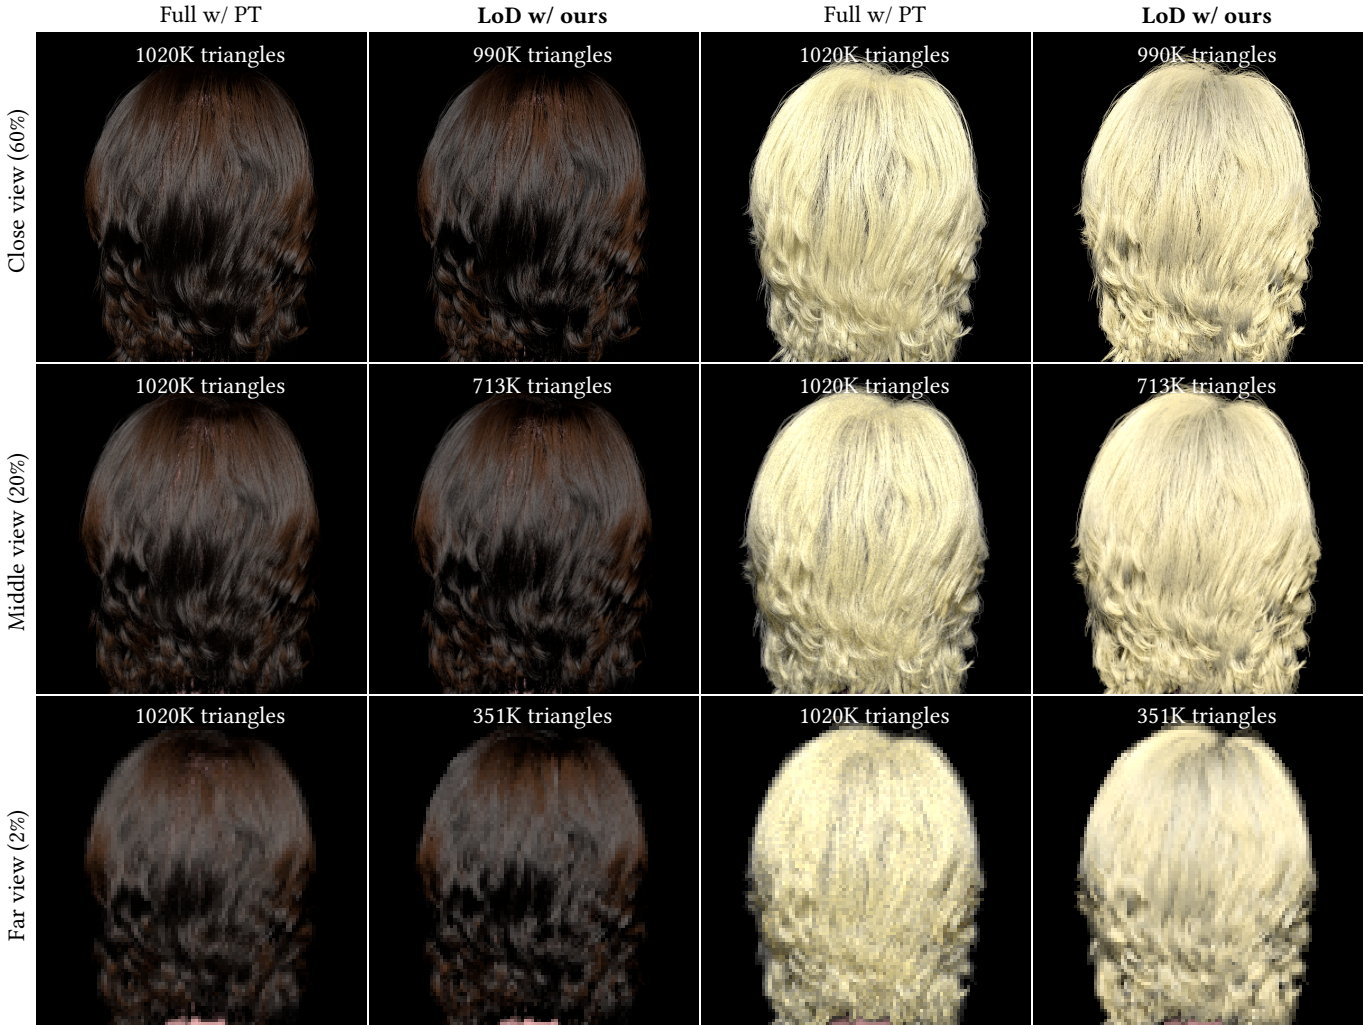 Full w/ PT
LoD w/ ours
Full w/ PT
LoD w/ ours
Close view (60%)
1020K triangles
990K triangles
1020K triangles
990K triangles
Middle view (20%)
1020K triangles
713K triangles
1020K triangles
713K triangles
Far view (2%)
1020K triangles
351K triangles
1020K triangles
351K triangles